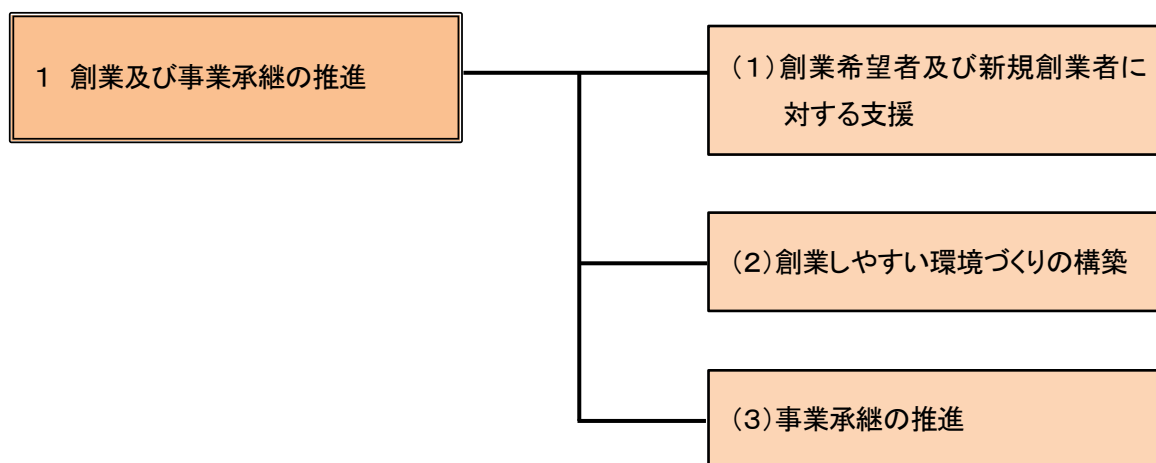 1 創業及び事業承継の推進
(1)創業希望者及び新規創業者に
対する支援
(2)創業しやすい環境づくりの構築
(3)事業承継の推進